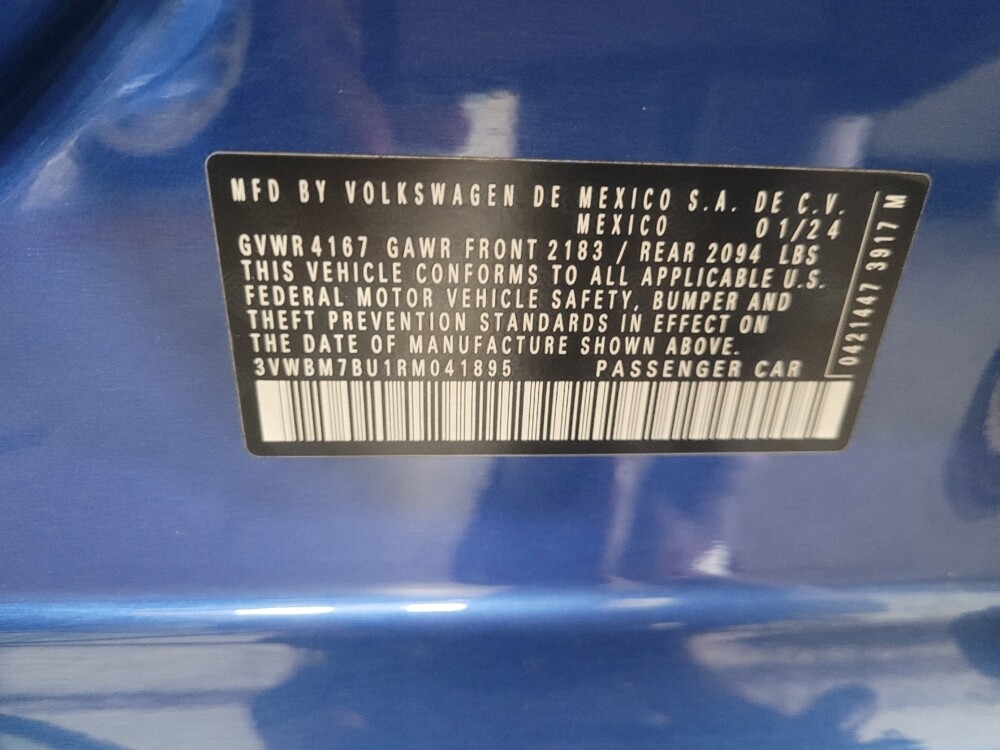 MFD BY VOLKSWAGEN DE MEXICO S.A. DE C.V.
MEXICO 01/24
GVWR 4167 GAWR FRONT 2183 / REAR 2094 LBS
THIS VEHICLE CONFORMS TO ALL APPLICABLE U.S.
FEDERAL MOTOR VEHICLE SAFETY, BUMPER AND
THEFT PREVENTION STANDARDS IN EFFECT ON
THE DATE OF MANUFACTURE SHOWN ABOVE.
3VWBM7BU1RM041895 PASSENGER CAR
0421447 3917 M